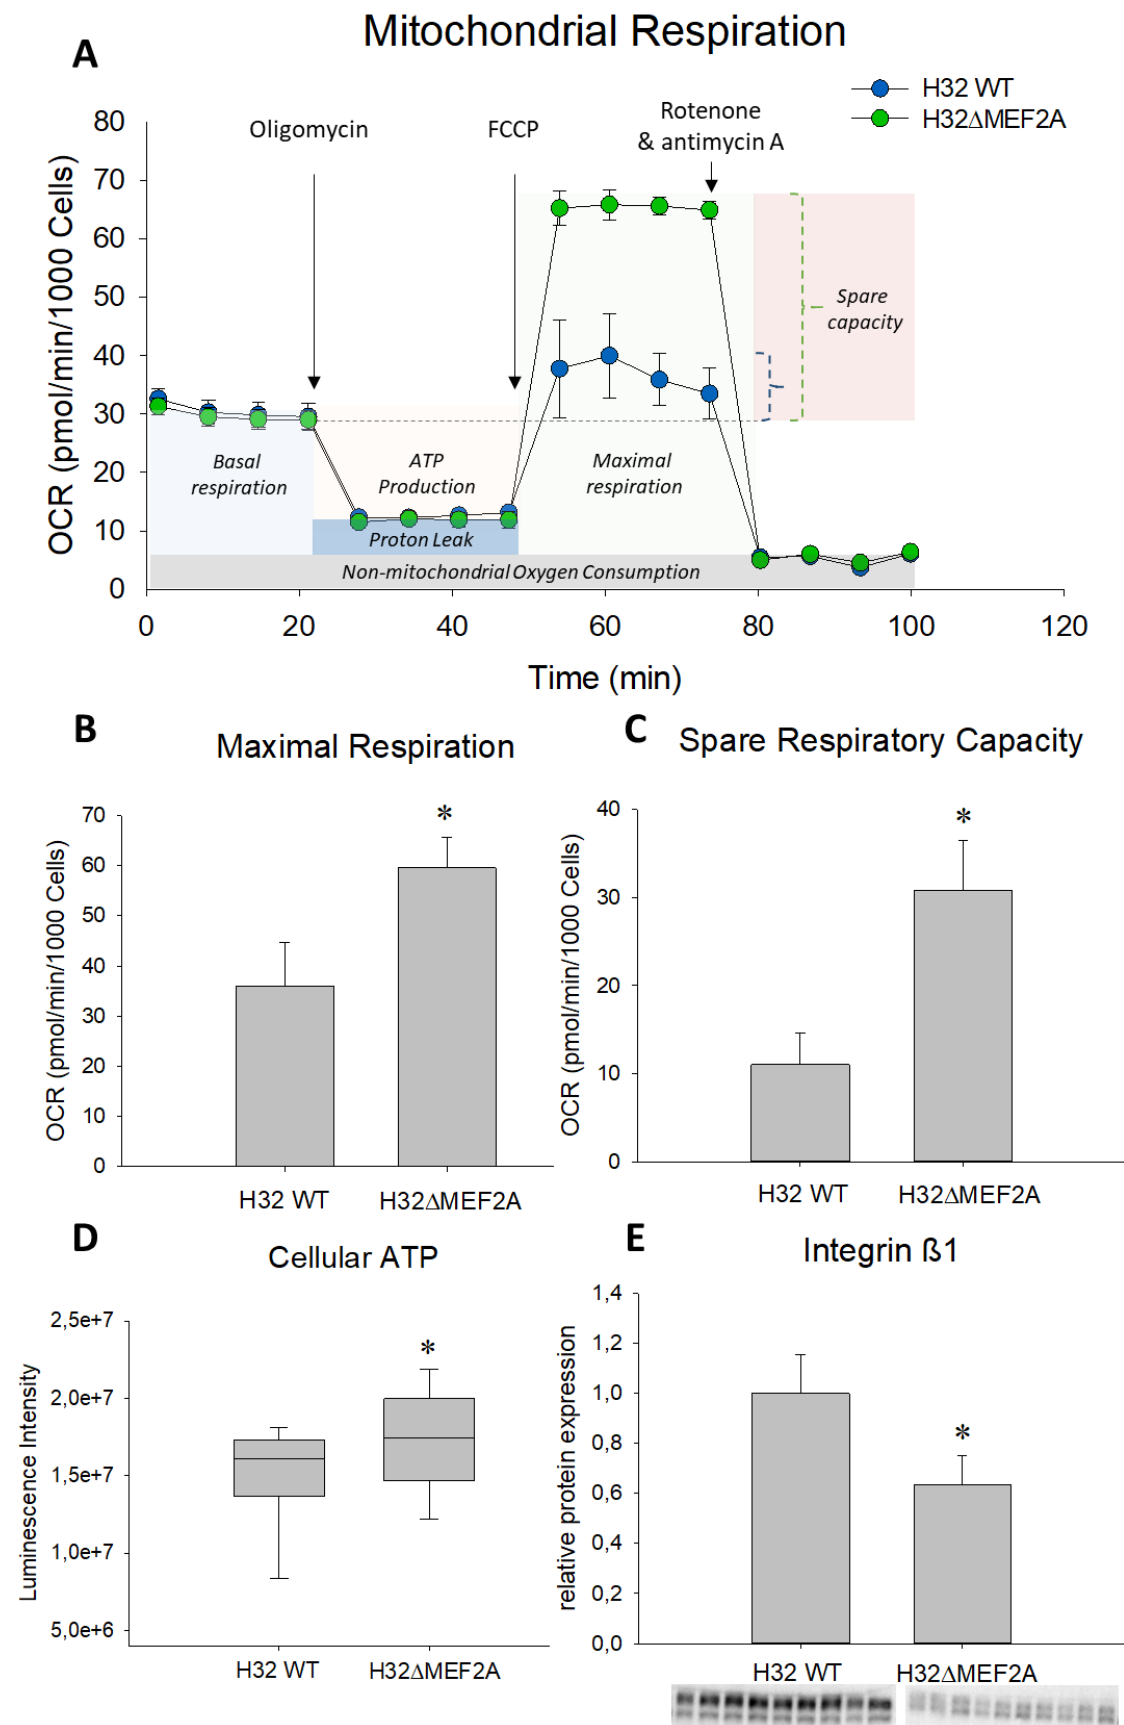 Mitochondrial Respiration
A
H32 WT
H32ΔMEF2A
Oligomycin
FCCP
Rotenone
& antimycin A
80
70
60
50
40
30
20
10
0
OCR (pmol/min/1000 Cells)
Basal
respiration
ATP
Production
Maximal
respiration
Spare
capacity
Proton Leak
Non-mitochondrial Oxygen Consumption
0 20 40 60 80 100 120
Time (min)
B
Maximal Respiration
70
60
50
40
30
20
10
0
OCR (pmol/min/1000 Cells)
*
H32 WT H32ΔMEF2A
C
Spare Respiratory Capacity
40
30
20
10
0
OCR (pmol/min/1000 Cells)
*
H32 WT H32ΔMEF2A
D
Cellular ATP
2,5e+7
2,0e+7
1,5e+7
1,0e+7
5,0e+6
Luminescence Intensity
*
H32 WT H32ΔMEF2A
E
Integrin ß1
1,4
1,2
1,0
0,8
0,6
0,4
0,2
0,0
relative protein expression
*
H32 WT H32ΔMEF2A